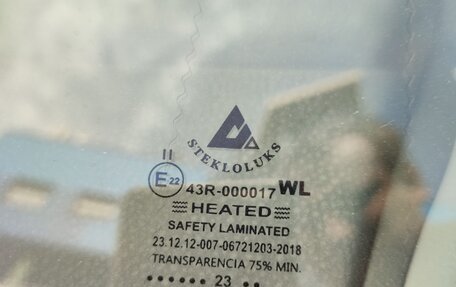 STEKLOLUKS
II
E22 43R-000017 WL
HEATED
SAFETY LAMINATED
23.12.12-007-06721203-2018
TRANSPARENCIA 75% MIN.
•••••• 23 ••